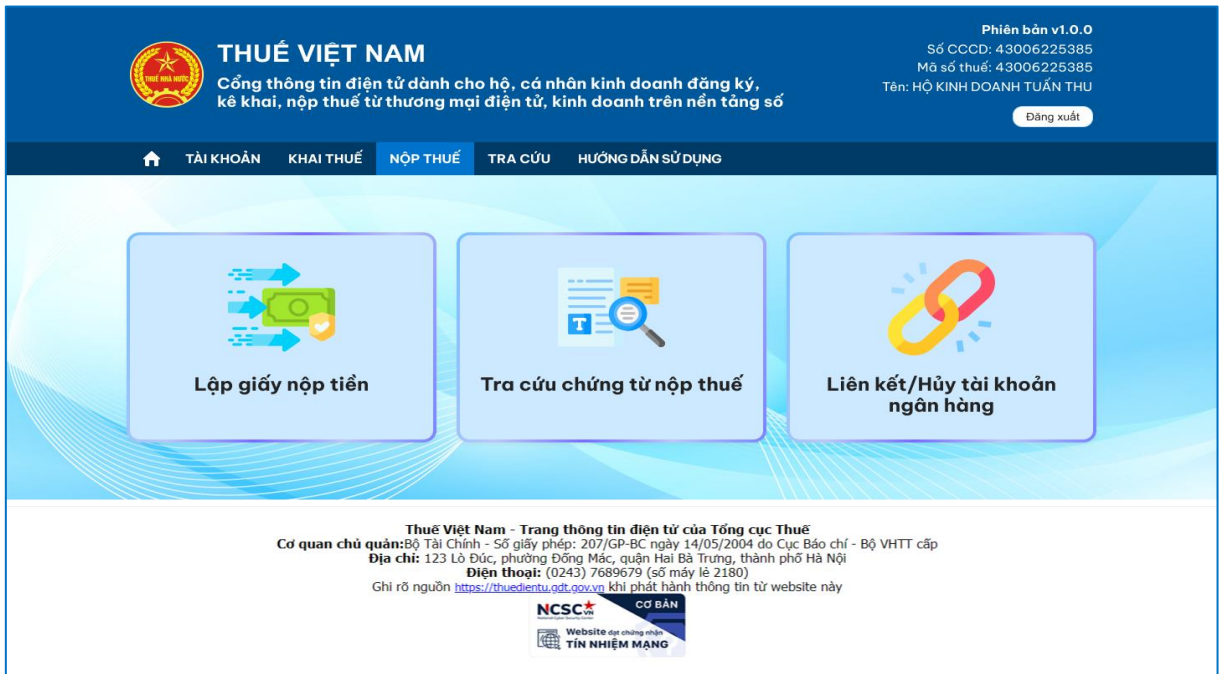 Phiên bản v1.0.0
Số CCCD: 43006225385
Mã số thuế: 43006225385
Tên: HỘ KINH DOANH TUẤN THU
Đăng xuất
THUẾ NHÀ NƯỚC
THUẾ VIỆT NAM
Cổng thông tin điện tử dành cho hộ, cá nhân kinh doanh đăng ký,
kê khai, nộp thuế từ thương mại điện tử, kinh doanh trên nền tảng số
TÀI KHOẢN KHAI THUẾ NỘP THUẾ TRA CỨU HƯỚNG DẪN SỬ DỤNG
T
Lập giấy nộp tiền
Tra cứu chứng từ nộp thuế
Liên kết/Hủy tài khoản
ngân hàng
Thuế Việt Nam - Trang thông tin điện tử của Tổng cục Thuế
Cơ quan chủ quản:Bộ Tài Chính - Số giấy phép: 207/GP-BC ngày 14/05/2004 do Cục Báo chí - Bộ VHTT cấp
Địa chỉ: 123 Lò Đúc, phường Đống Mác, quận Hai Bà Trưng, thành phố Hà Nội
Điện thoại: (0243) 7689679 (số máy lẻ 2180)
Ghi rõ nguồn https://thuedientu.gdt.gov.vn khi phát hành thông tin từ website này
NCSC VN CƠ BẢN
National Cyber Security Center
Website đạt chứng nhận
TÍN NHIỆM MẠNG